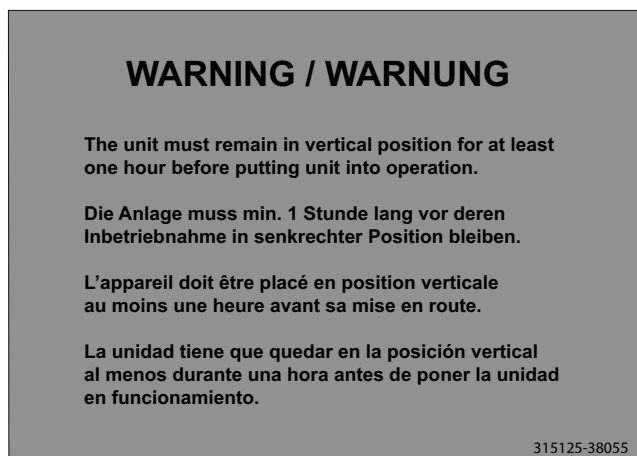 WARNING / WARNUNG
The unit must remain in vertical position for at least
one hour before putting unit into operation.
Die Anlage muss min. 1 Stunde lang vor deren
Inbetriebnahme in senkrechter Position bleiben.
L’appareil doit être placé en position verticale
au moins une heure avant sa mise en route.
La unidad tiene que quedar en la posición vertical
al menos durante una hora antes de poner la unidad
en funcionamiento.
315125-38055